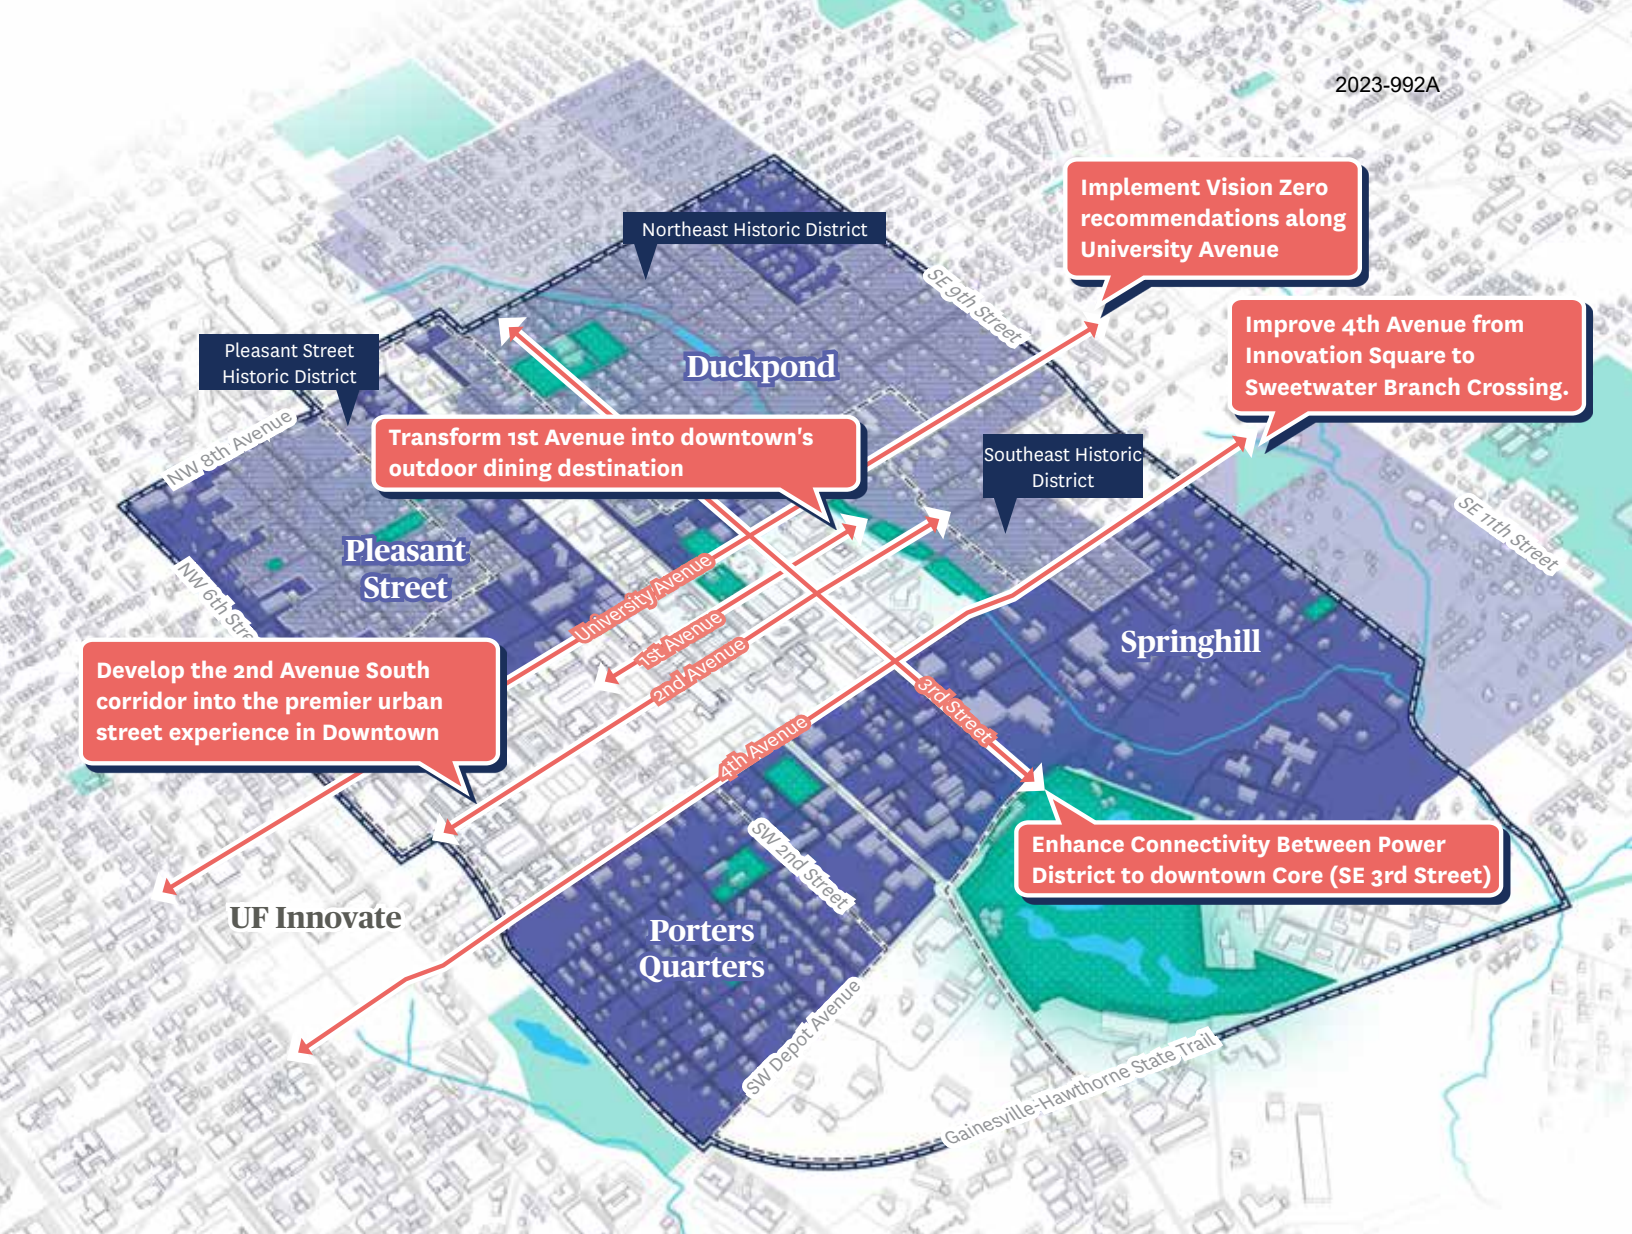 2023-992A
Implement Vision Zero
recommendations along
University Avenue
Northeast Historic District
SE 9th Street
Improve 4th Avenue from
Innovation Square to
Sweetwater Branch Crossing.
Pleasant Street
Historic District
Duckpond
NW 8th Avenue
Transform 1st Avenue into downtown's
outdoor dining destination
Southeast Historic
District
SE 11th Street
Pleasant
Street
NW 6th Stre
University Avenue
1st Avenue
2nd Avenue
Springhill
Develop the 2nd Avenue South
corridor into the premier urban
street experience in Downtown
3rd Street
4th Avenue
SW 2nd Street
Enhance Connectivity Between Power
District to downtown Core (SE 3rd Street)
UF Innovate
Porters
Quarters
SW Depot Avenue
Gainesville-Hawthorne State Trail